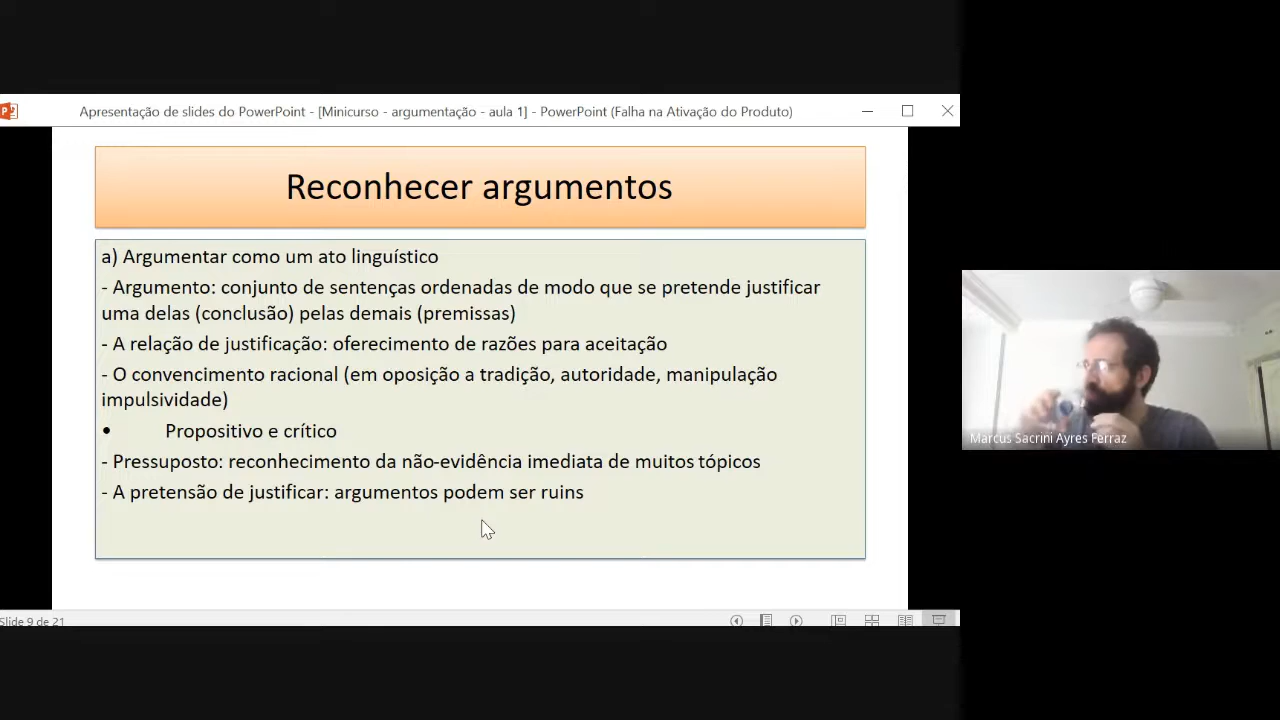 Apresentação de slides do PowerPoint - [Minicurso - argumentação - aula 1] - PowerPoint (Falha na Ativação do Produto)
Reconhecer argumentos
a) Argumentar como um ato linguístico
- Argumento: conjunto de sentenças ordenadas de modo que se pretende justificar
uma delas (conclusão) pelas demais (premissas)
- A relação de justificação: oferecimento de razões para aceitação
- O convencimento racional (em oposição a tradição, autoridade, manipulação
impulsividade)
• Propositivo e crítico
- Pressuposto: reconhecimento da não-evidência imediata de muitos tópicos
- A pretensão de justificar: argumentos podem ser ruins
Marcus Sacrini Ayres Ferraz
Slide 9 de 21